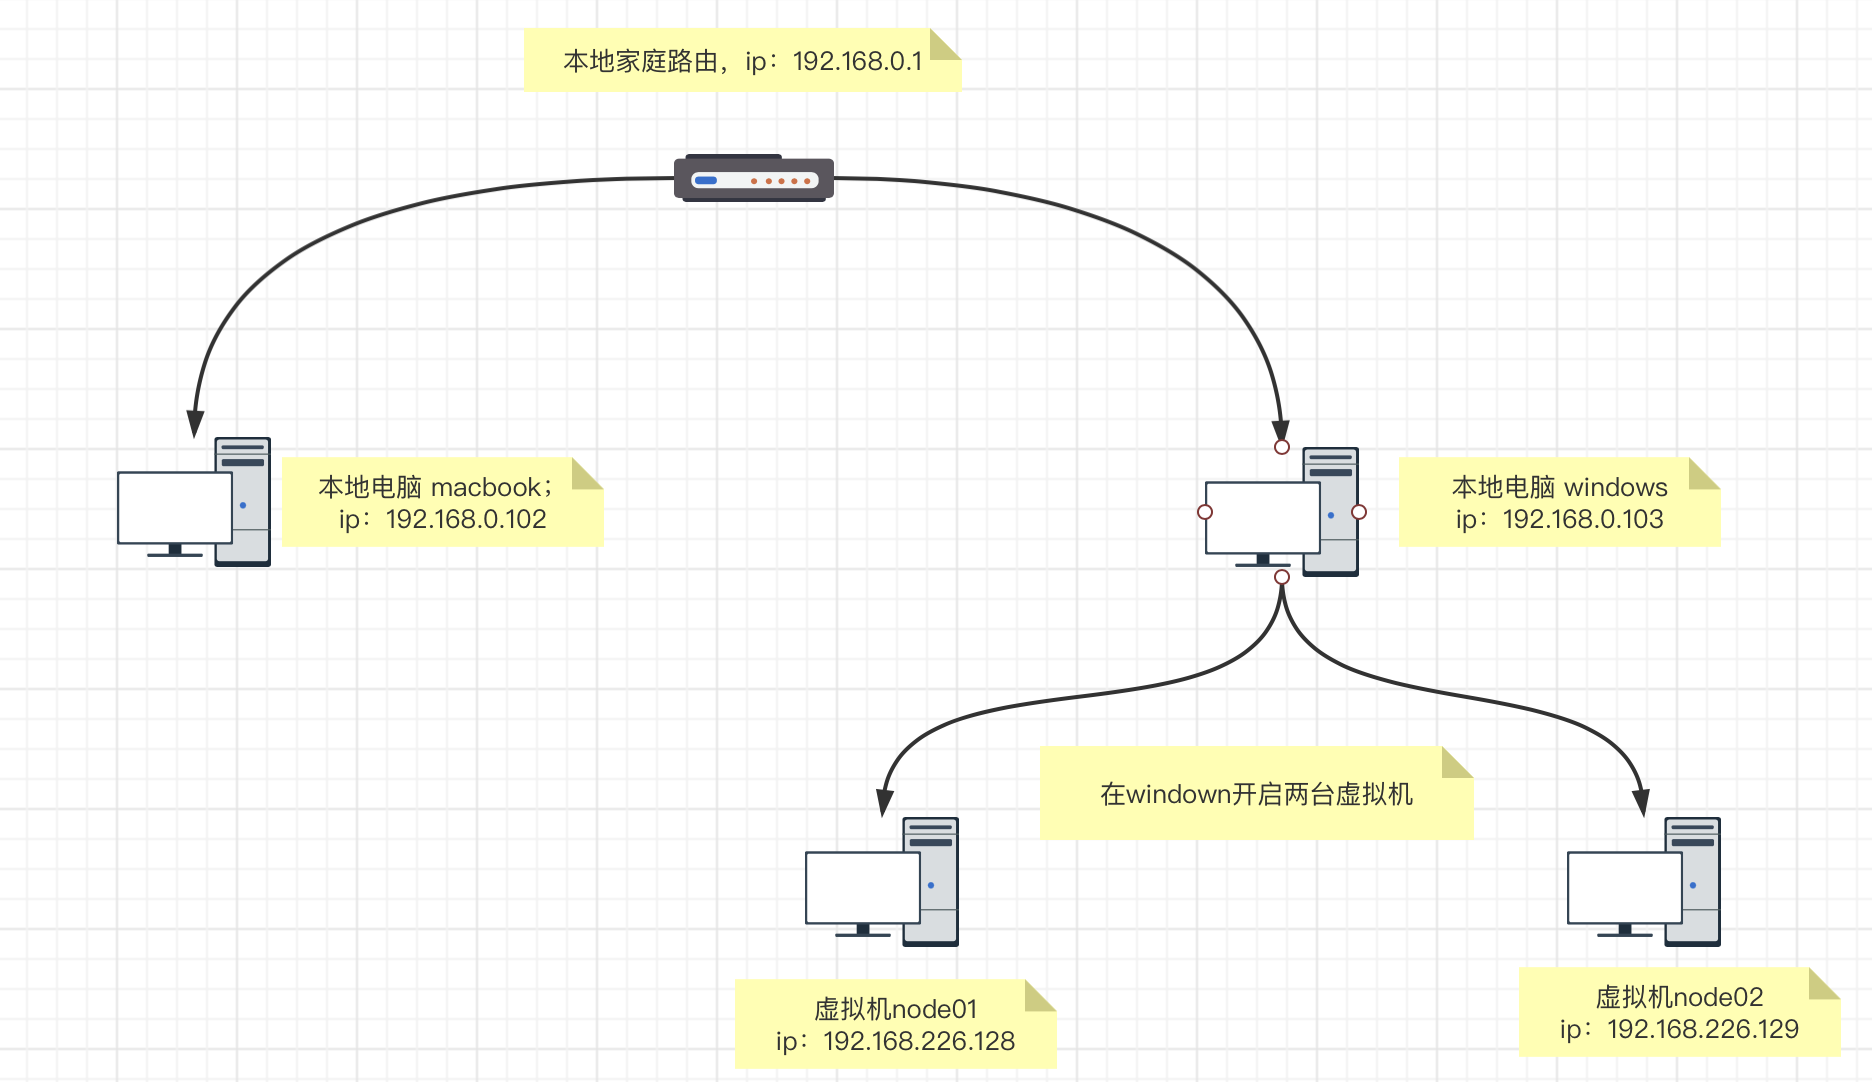 本地家庭路由，ip：192.168.0.1
本地电脑 macbook；
ip：192.168.0.102
本地电脑 windows
ip：192.168.0.103
在windown开启两台虚拟机
虚拟机node01
ip：192.168.226.128
虚拟机node02
ip：192.168.226.129